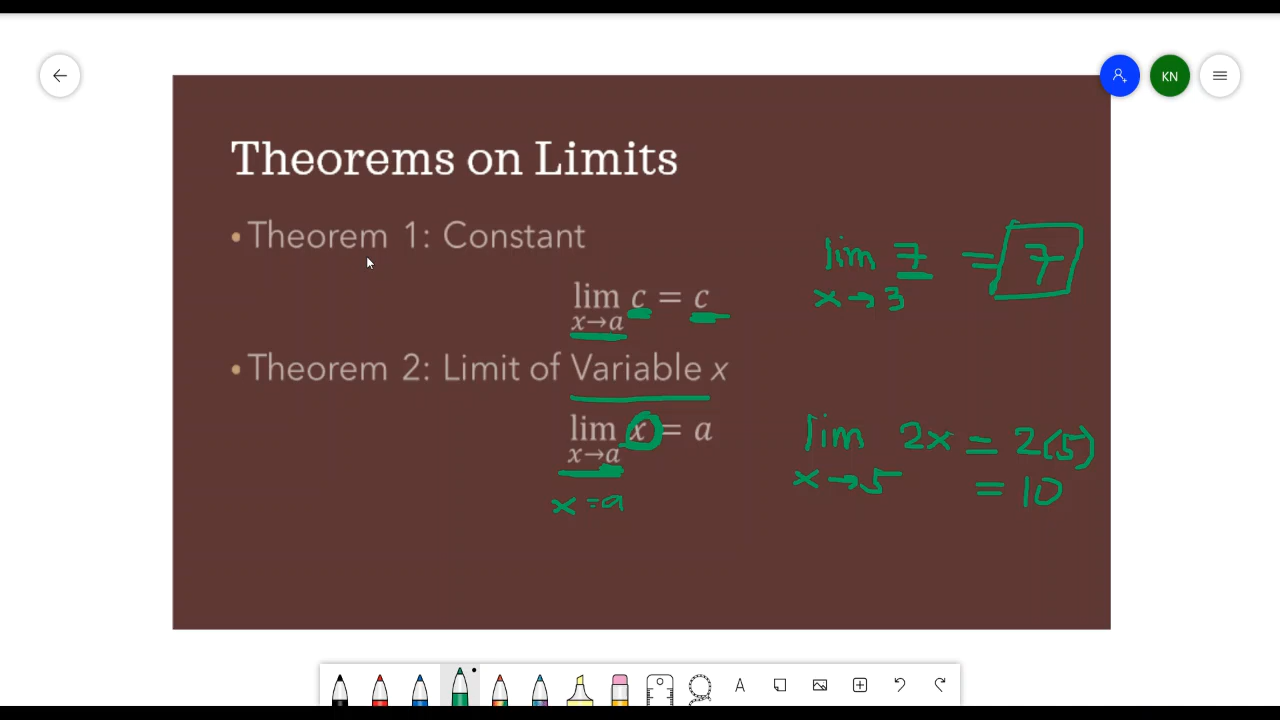 KN
Theorems on Limits
• Theorem 1: Constant
lim c = c
x→a
lim 7 = 7
x→3
• Theorem 2: Limit of Variable x
lim x = a
x→a
x=a
lim 2x = 2(5)
x→5 = 10
A